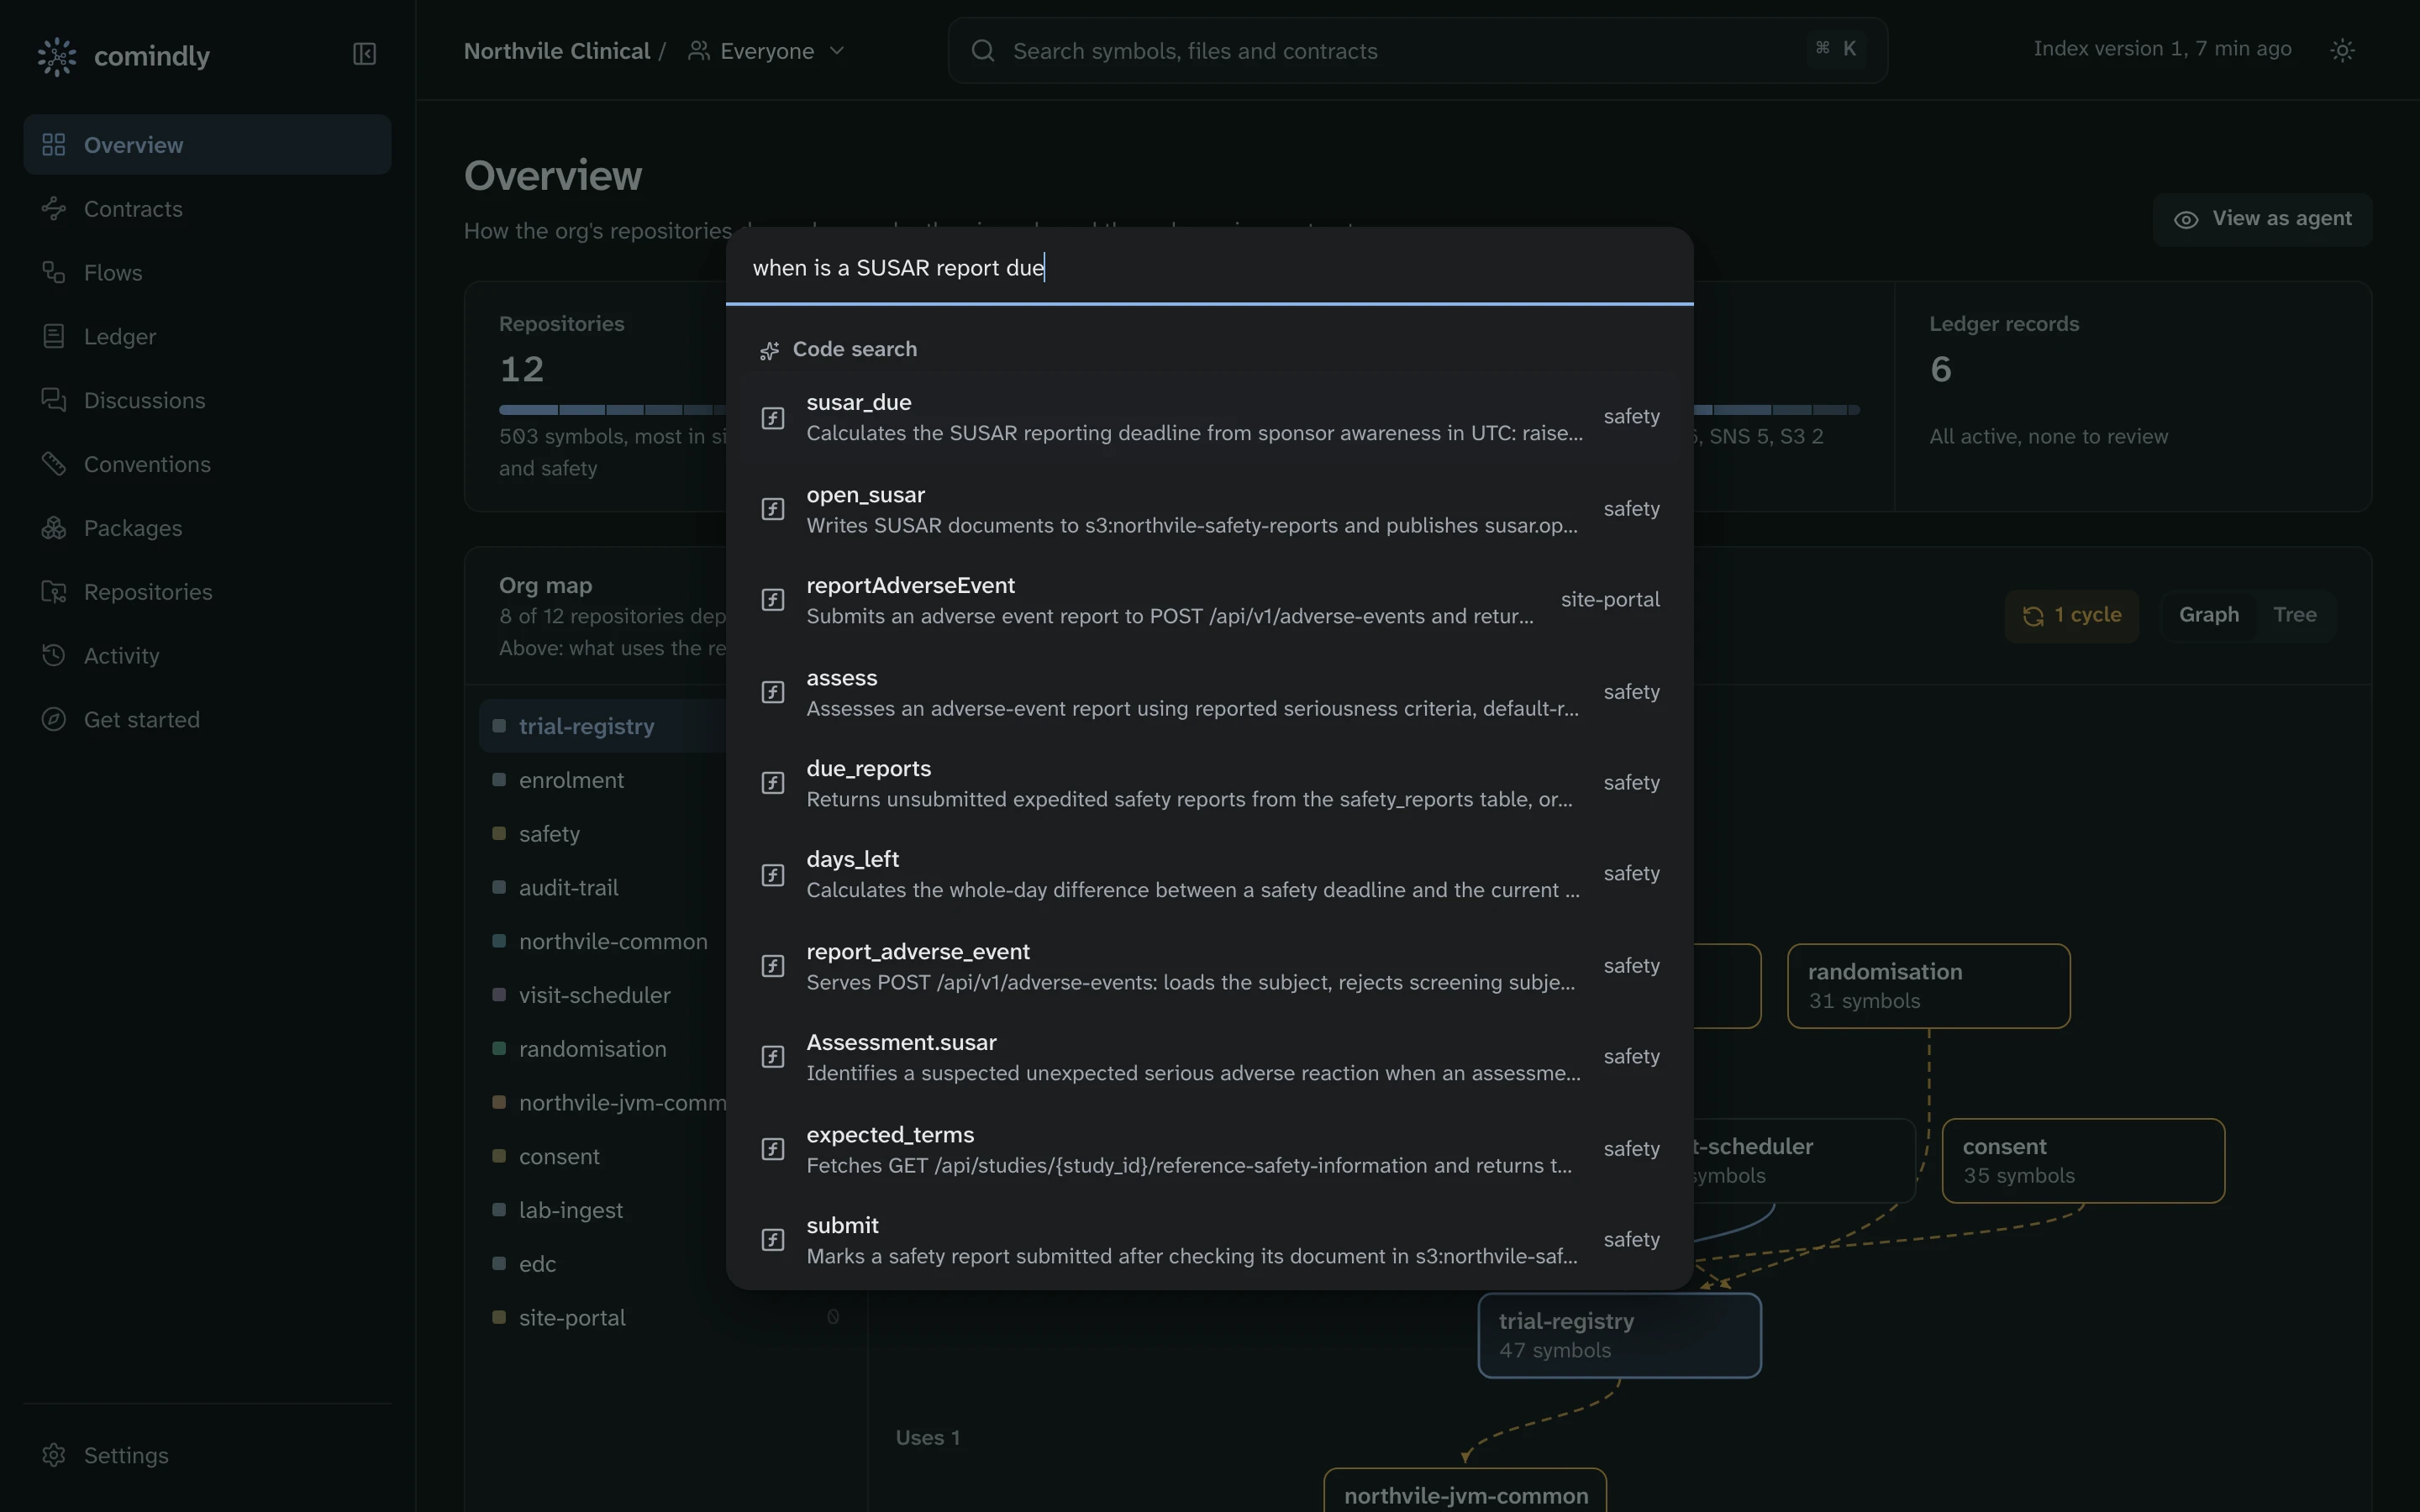 comindly
Overview
Contracts
Flows
Ledger
Discussions
Conventions
Packages
Repositories
Activity
Get started
Settings
Northvile Clinical / Everyone
Search symbols, files and contracts
⌘ K
Index version 1, 7 min ago
Overview
How the org's repositories
View as agent
Repositories
12
503 symbols, most in si
and safety
SNS 5, S3 2
Ledger records
6
All active, none to review
Org map
8 of 12 repositories dep
Above: what uses the re
1 cycle
Graph
Tree
trial-registry
enrolment
safety
audit-trail
northvile-common
visit-scheduler
randomisation
northvile-jvm-comm
consent
lab-ingest
edc
site-portal
0
when is a SUSAR report due
Code search
susar_due
Calculates the SUSAR reporting deadline from sponsor awareness in UTC: raise...
safety
open_susar
Writes SUSAR documents to s3:northvile-safety-reports and publishes susar.op...
safety
reportAdverseEvent
Submits an adverse event report to POST /api/v1/adverse-events and retur...
site-portal
assess
Assesses an adverse-event report using reported seriousness criteria, default-r...
safety
due_reports
Returns unsubmitted expedited safety reports from the safety_reports table, or...
safety
days_left
Calculates the whole-day difference between a safety deadline and the current ...
safety
report_adverse_event
Serves POST /api/v1/adverse-events: loads the subject, rejects screening subje...
safety
Assessment.susar
Identifies a suspected unexpected serious adverse reaction when an assessme...
safety
expected_terms
Fetches GET /api/studies/{study_id}/reference-safety-information and returns t...
safety
submit
Marks a safety report submitted after checking its document in s3:northvile-saf...
safety
randomisation
31 symbols
t-scheduler
symbols
consent
35 symbols
trial-registry
47 symbols
Uses 1
northvile-jvm-common